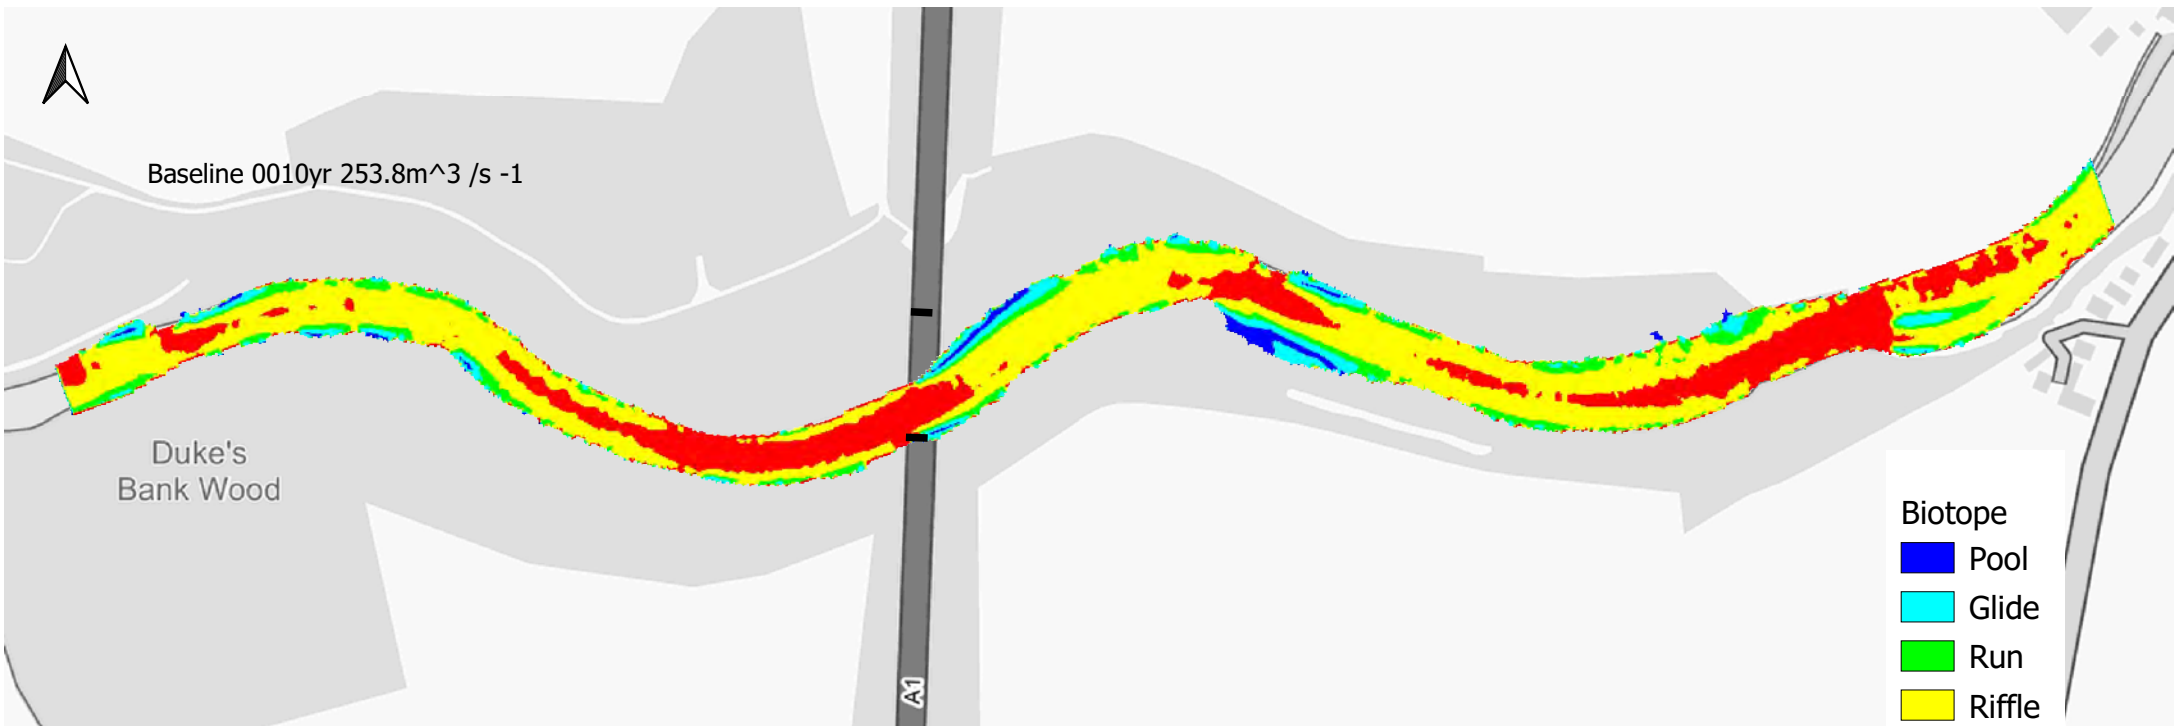 Baseline 0010yr 253.8m^3 /s -1
Duke's
Bank Wood
A1
Biotope
Pool
Glide
Run
Riffle